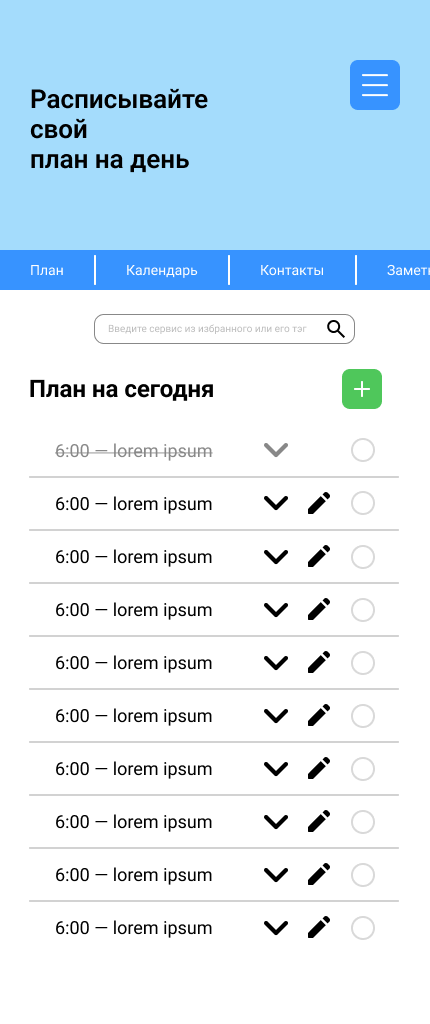 Расписывайте
свой
план на день
План
Календарь
Контакты
Замет
Введите сервис из избранного или его тэг
План на сегодня
6:00 — lorem ipsum
6:00 — lorem ipsum
6:00 — lorem ipsum
6:00 — lorem ipsum
6:00 — lorem ipsum
6:00 — lorem ipsum
6:00 — lorem ipsum
6:00 — lorem ipsum
6:00 — lorem ipsum
6:00 — lorem ipsum